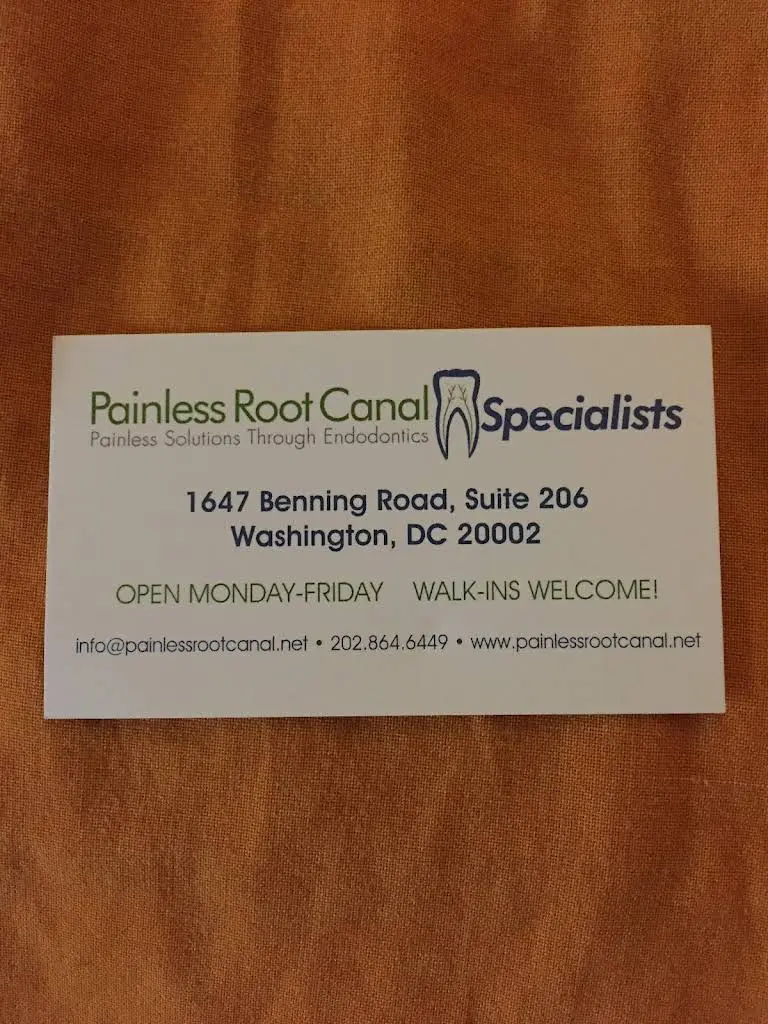 Painless Root Canal Specialists
Painless Solutions Through Endodontics
1647 Benning Road, Suite 206
Washington, DC 20002
OPEN MONDAY-FRIDAY WALK-INS WELCOME!
info@painlessrootcanal.net • 202.864.6449 • www.painlessrootcanal.net